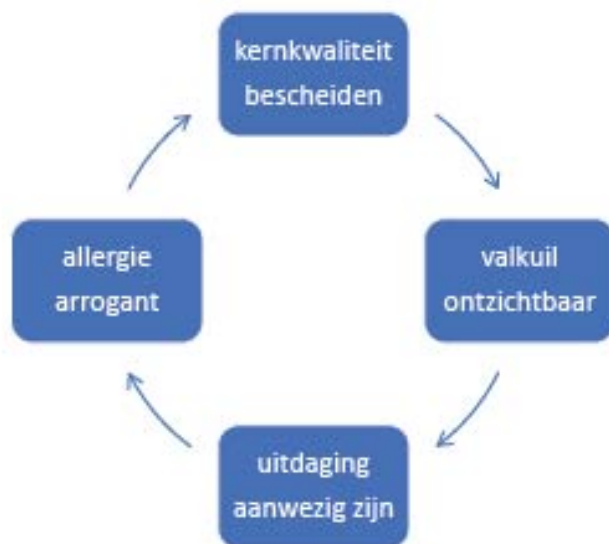 kernkwaliteit
bescheiden
allergie
arrogant
valkuil
ontzichtbaar
uitdaging
aanwezig zijn